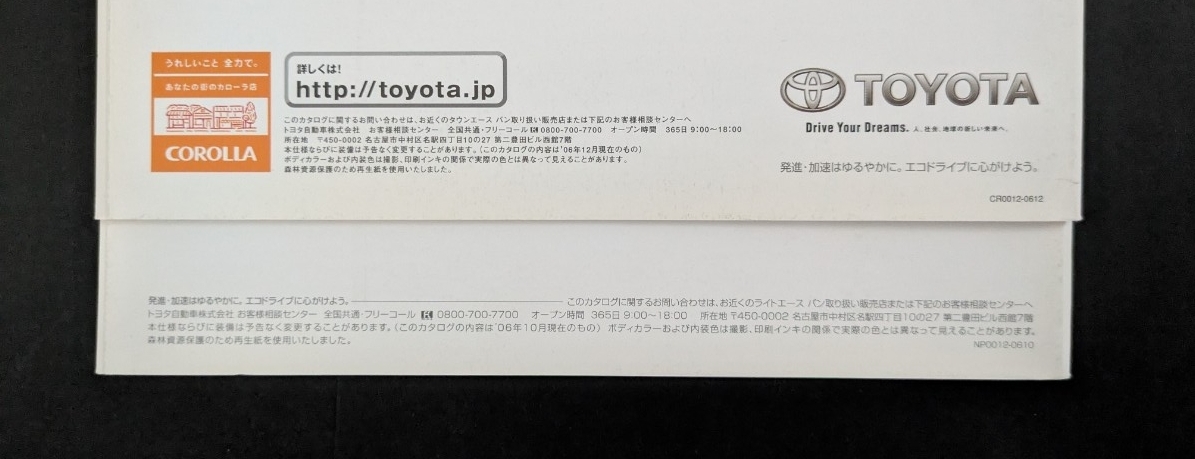 うれしいこと 全力で。
あなたの街のカローラ店
COROLLA
詳しくは!
http://toyota.jp
このカタログに関するお問い合わせは、お近くのタウンエース バン取り扱い販売店または下記のお客様相談センターへ
トヨタ自動車株式会社 お客様相談センター 全国共通・フリーコール 0800-700-7700 オープン時間 365日 9:00~18:00
所在地 〒450-0002 名古屋市中村区名駅四丁目10の27 第二豊田ビル西館7階
本仕様ならびに装備は予告なく変更することがあります。(このカタログの内容は'06年12月現在のもの)
ボディカラーおよび内装色は撮影、印刷インキの関係で実際の色とは異なって見えることがあります。
森林資源保護のため再生紙を使用いたしました。
TOYOTA
Drive Your Dreams. 人、社会、地球の新しい未来へ。
発進・加速はゆるやかに。エコドライブに心がけよう。
CR0012-0612
発進・加速はゆるやかに。エコドライブに心がけよう。 このカタログに関するお問い合わせは、お近くのライトエース バン取り扱い販売店または下記のお客様相談センターへ
トヨタ自動車株式会社 お客様相談センター 全国共通・フリーコール 0800-700-7700 オープン時間 365日 9:00~18:00 所在地 〒450-0002 名古屋市中村区名駅四丁目10の27 第二豊田ビル西館7階
本仕様ならびに装備は予告なく変更することがあります。(このカタログの内容は'06年10月現在のもの) ボディカラーおよび内装色は撮影、印刷インキの関係で実際の色とは異なって見えることがあります。
森林資源保護のため再生紙を使用いたしました。
NP0012-0610